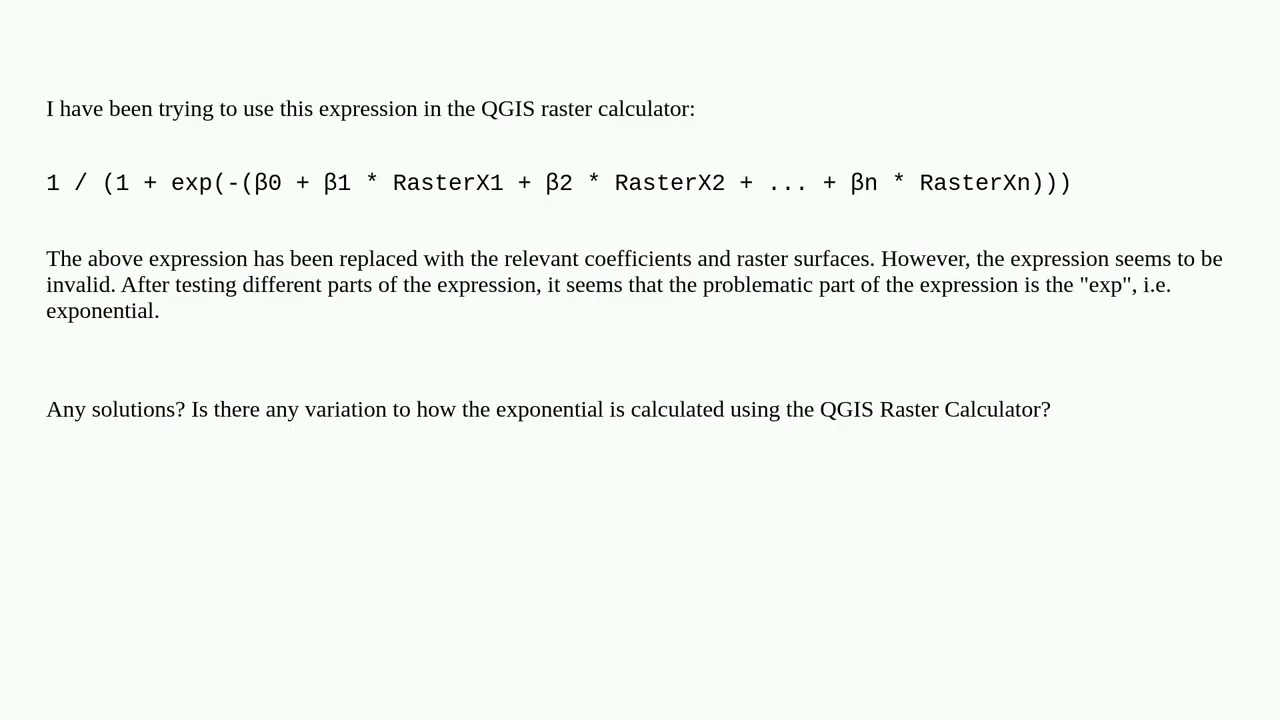 I have been trying to use this expression in the QGIS raster calculator:
1 / (1 + exp(-(β0 + β1 * RasterX1 + β2 * RasterX2 + ... + βn * RasterXn)))
The above expression has been replaced with the relevant coefficients and raster surfaces. However, the expression seems to be
invalid. After testing different parts of the expression, it seems that the problematic part of the expression is the "exp", i.e.
exponential.
Any solutions? Is there any variation to how the exponential is calculated using the QGIS Raster Calculator?